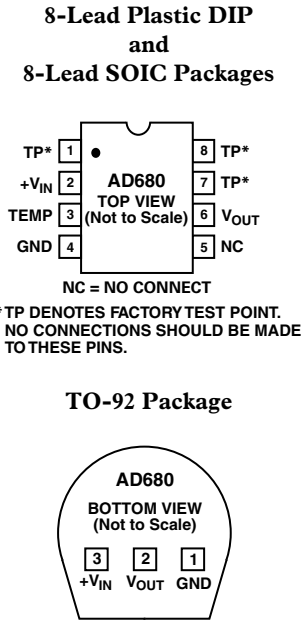 8-Lead Plastic DIP
and
8-Lead SOIC Packages
TP* 1 AD680 8 TP*
+VIN 2 TOP VIEW 7 TP*
TEMP 3 (Not to Scale) 6 VOUT
GND 4 5 NC
NC = NO CONNECT
*TP DENOTES FACTORY TEST POINT.
NO CONNECTIONS SHOULD BE MADE
TO THESE PINS.
TO-92 Package
AD680
BOTTOM VIEW
(Not to Scale)
3 2 1
+VIN VOUT GND